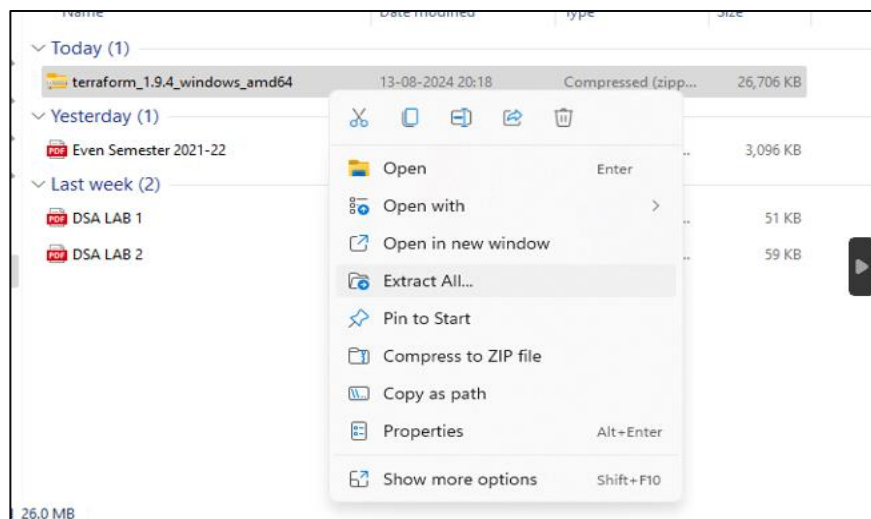 Name Date modified Type Size
Today (1)
terraform_1.9.4_windows_amd64 13-08-2024 20:18 Compressed (zipp... 26,706 KB
Yesterday (1)
PDF Even Semester 2021-22 .. 3,096 KB
Last week (2)
PDF DSA LAB 1 .. 51 KB
PDF DSA LAB 2 .. 59 KB
Open Enter
Open with
Open in new window
Extract All...
Pin to Start
Compress to ZIP file
Copy as path
Properties Alt+Enter
Show more options Shift+F10
26.0 MB